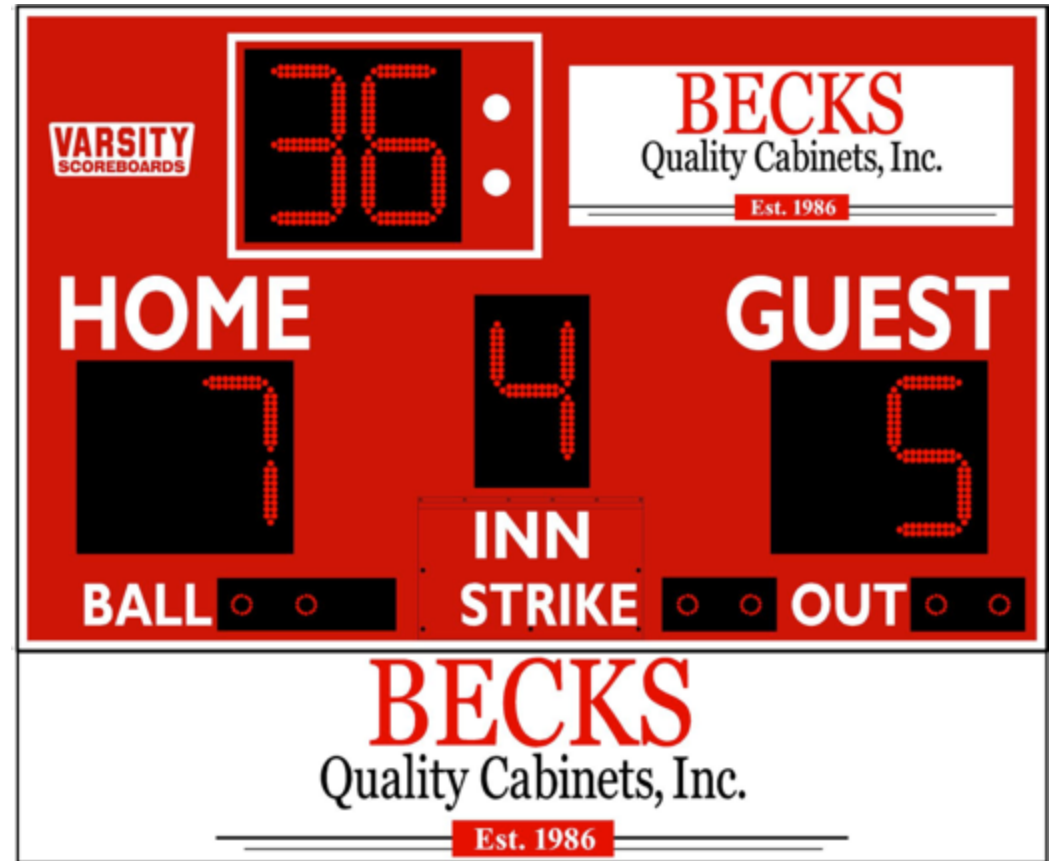 36:
VARSITY
SCOREBOARDS
BECKS
Quality Cabinets, Inc.
Est. 1986
HOME
GUEST
7
4
5
INN
BALL
STRIKE
OUT
BECKS
Quality Cabinets, Inc.
Est. 1986